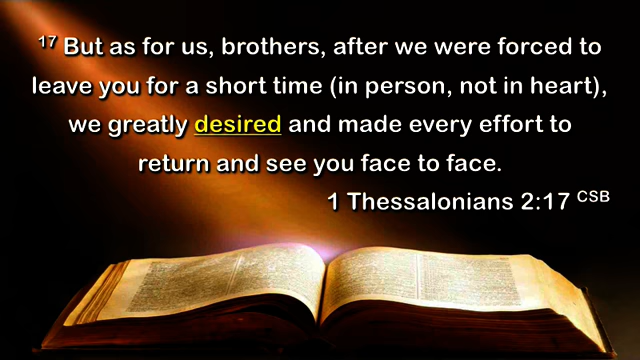 17 But as for us, brothers, after we were forced to
leave you for a short time (in person, not in heart),
we greatly desired and made every effort to
return and see you face to face.
1 Thessalonians 2:17 CSB